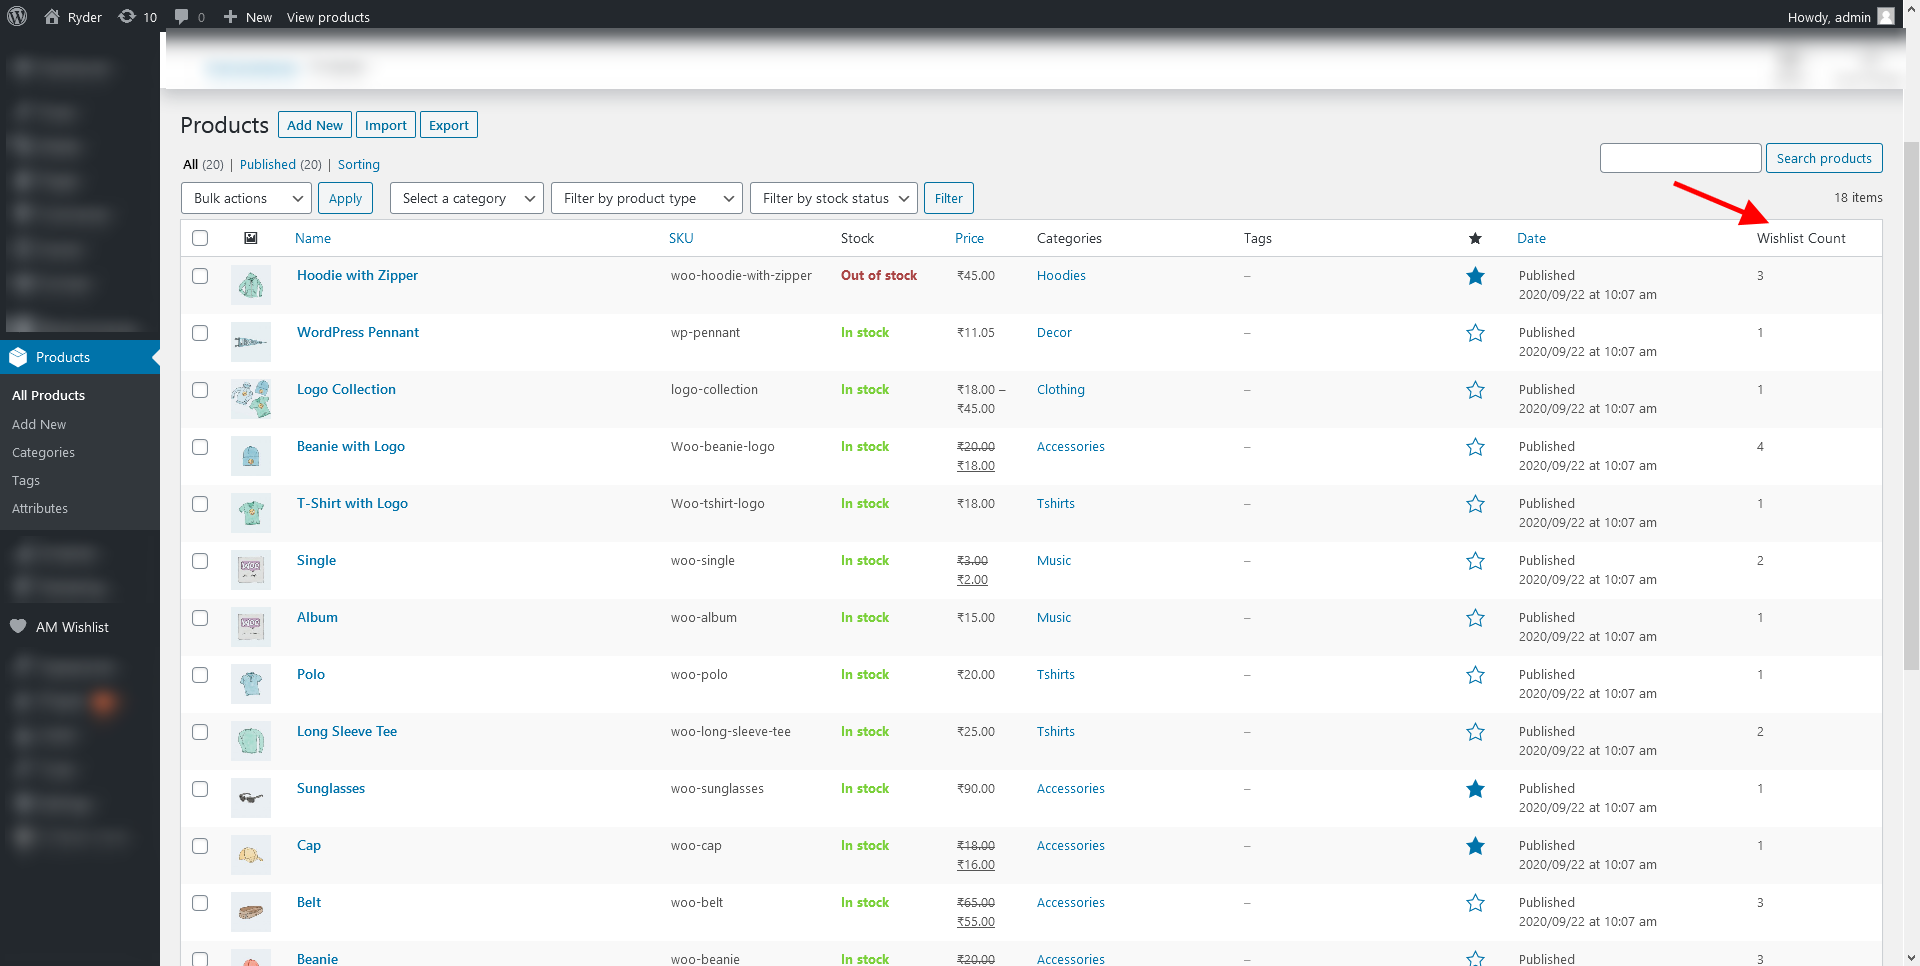 Ryder 10 0 New View products Howdy, admin
Products Add New Import Export
All (20) | Published (20) | Sorting
Search products
Bulk actions Apply Select a category Filter by product type Filter by stock status Filter 18 items
Name SKU Stock Price Categories Tags Date Wishlist Count
Hoodie with Zipper woo-hoodie-with-zipper Out of stock ₹45.00 Hoodies – Published 3
2020/09/22 at 10:07 am
WordPress Pennant wp-pennant In stock ₹11.05 Decor – Published 1
2020/09/22 at 10:07 am
Logo Collection logo-collection In stock ₹18.00 – Clothing – Published 1
₹45.00 2020/09/22 at 10:07 am
Beanie with Logo Woo-beanie-logo In stock ₹20.00 Accessories – Published 4
₹18.00 2020/09/22 at 10:07 am
T-Shirt with Logo Woo-tshirt-logo In stock ₹18.00 Tshirts – Published 1
2020/09/22 at 10:07 am
Single woo-single In stock ₹3.00 Music – Published 2
₹2.00 2020/09/22 at 10:07 am
Album woo-album In stock ₹15.00 Music – Published 1
2020/09/22 at 10:07 am
Polo woo-polo In stock ₹20.00 Tshirts – Published 1
2020/09/22 at 10:07 am
Long Sleeve Tee woo-long-sleeve-tee In stock ₹25.00 Tshirts – Published 2
2020/09/22 at 10:07 am
Sunglasses woo-sunglasses In stock ₹90.00 Accessories – Published 1
2020/09/22 at 10:07 am
Cap woo-cap In stock ₹18.00 Accessories – Published 1
₹16.00 2020/09/22 at 10:07 am
Belt woo-belt In stock ₹65.00 Accessories – Published 3
₹55.00 2020/09/22 at 10:07 am
Beanie woo-beanie In stock ₹20.00 Accessories – Published 3
Products
All Products
Add New
Categories
Tags
Attributes
AM Wishlist